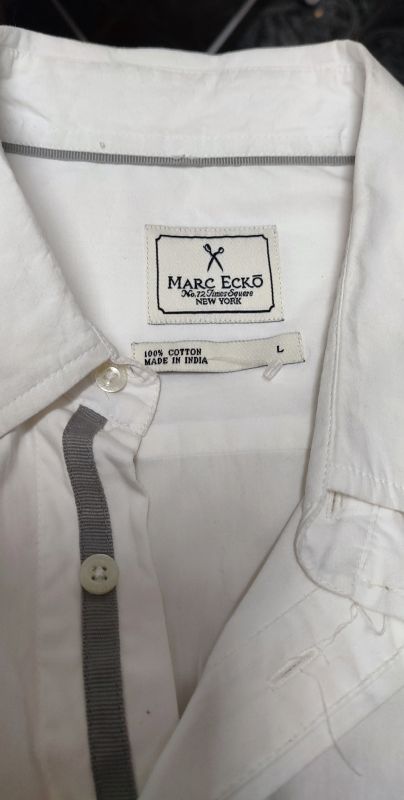 MARC ECKŌ
No.72 Times Square
NEW YORK
100% COTTON
MADE IN INDIA
L